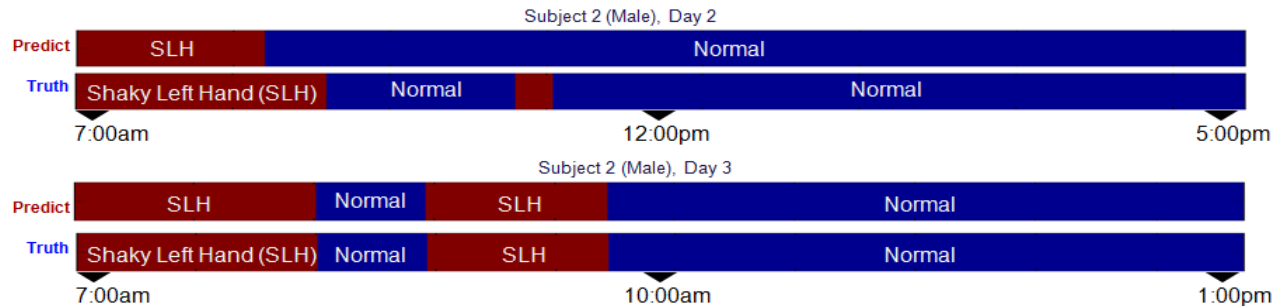 Subject 2 (Male), Day 2
Predict SLH Normal
Truth Shaky Left Hand (SLH) Normal Normal
7:00am 12:00pm 5:00pm
Subject 2 (Male), Day 3
Predict SLH Normal SLH Normal
Truth Shaky Left Hand (SLH) Normal SLH Normal
7:00am 10:00am 1:00pm